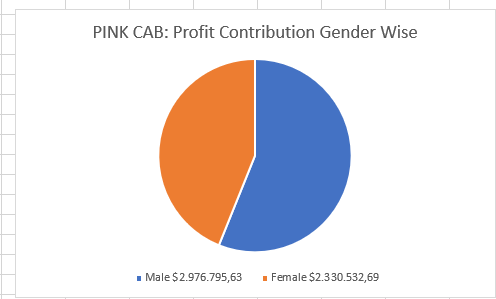 PINK CAB: Profit Contribution Gender Wise
Male $2.976.795,63 Female $2.330.532,69